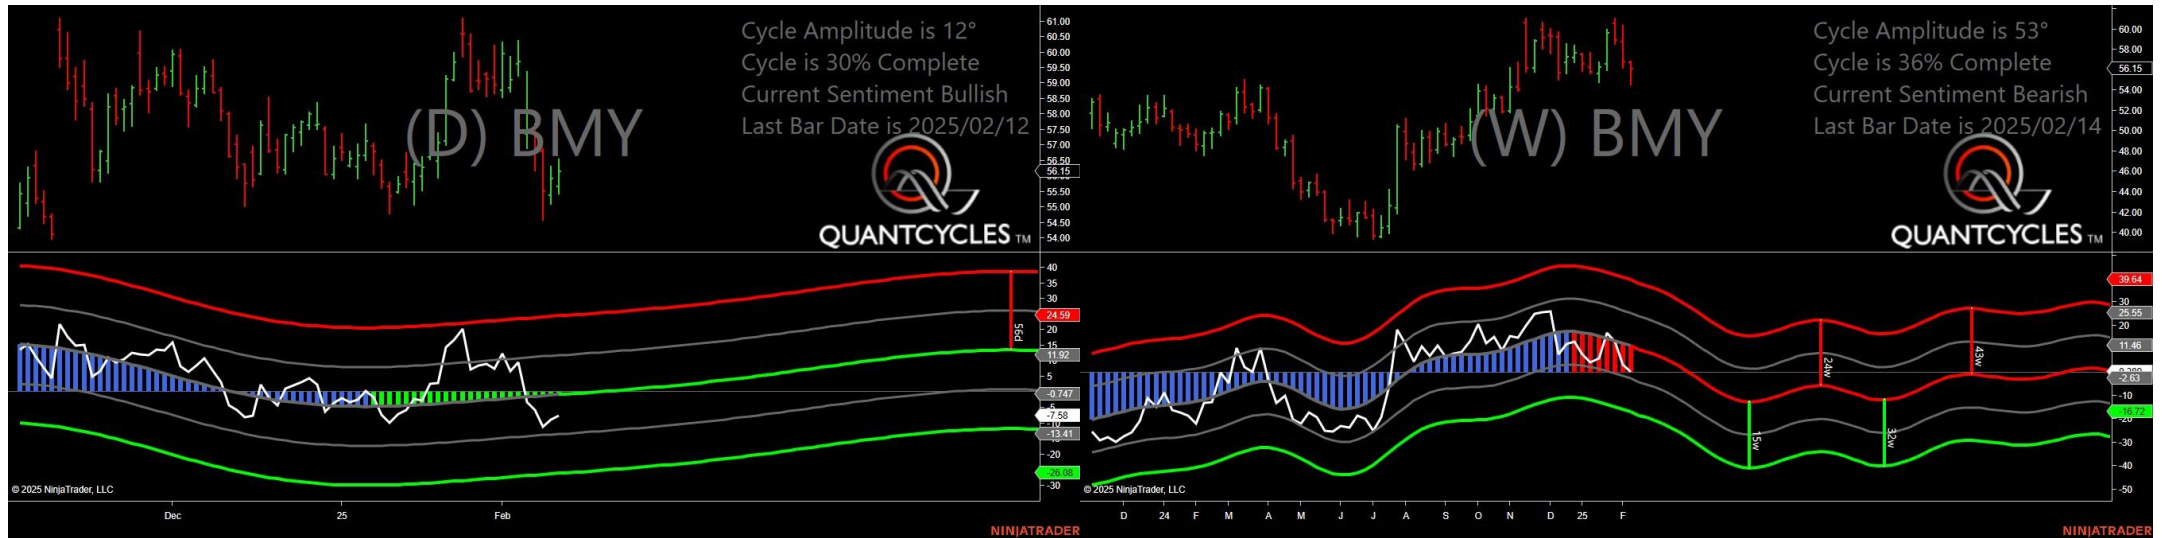 Cycle Amplitude is 12°
Cycle is 30% Complete
Current Sentiment Bullish
Last Bar Date is 2025/02/12
(D) BMY
QUANTCYCLES TM
61.00
60.50
60.00
59.50
59.00
58.50
58.00
57.50
57.00
56.50
56.15
55.50
55.00
54.50
54.00
40
35
30
24.59
20
15
11.92
5
-0.747
-7.58
-13.41
-20
-26.08
-30
56d
© 2025 NinjaTrader, LLC
Dec
25
Feb
NINJATRADER
Cycle Amplitude is 53°
Cycle is 36% Complete
Current Sentiment Bearish
Last Bar Date is 2025/02/14
(W) BMY
QUANTCYCLES TM
60.00
58.00
56.15
54.00
52.00
50.00
48.00
46.00
44.00
42.00
40.00
39.64
30
25.55
20
11.46
-2.63
-10
-16.72
-30
-40
-50
24w
43w
15w
32w
© 2025 NinjaTrader, LLC
D 24 F M A M J J A S O N D 25 F
NINJATRADER